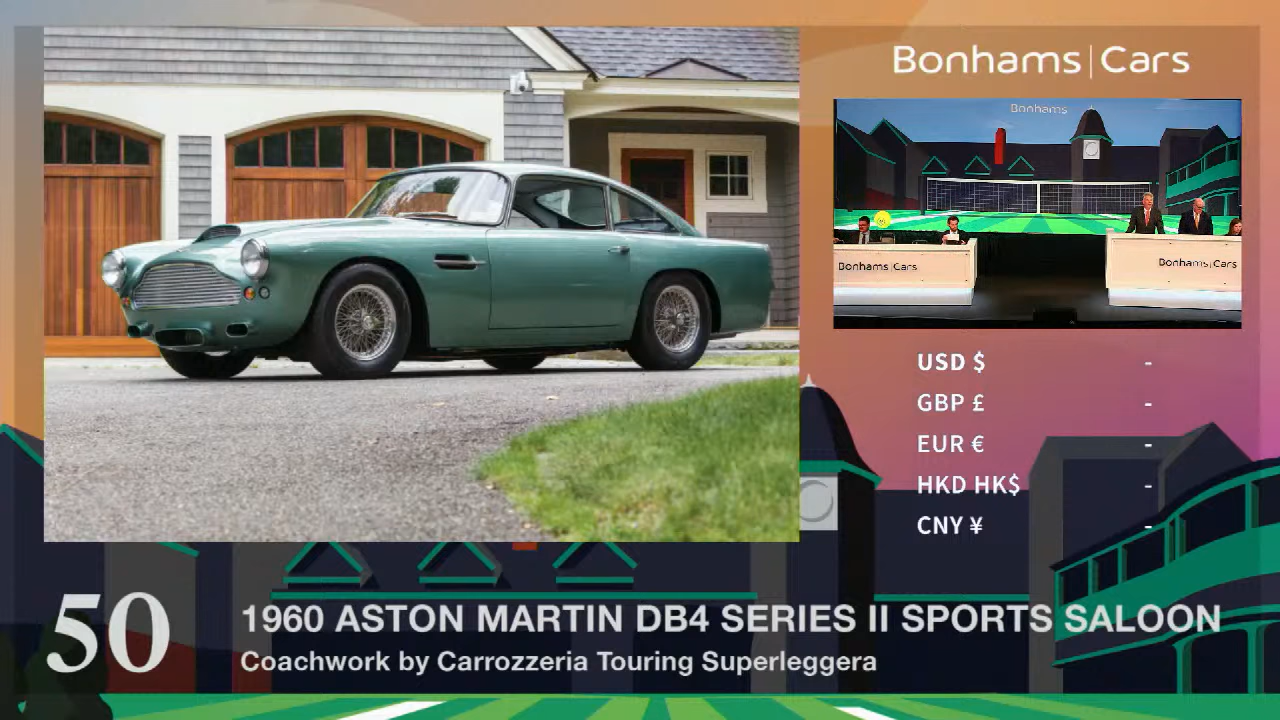 Bonhams|Cars
Bonhams
Bonhams|Cars
Bonhams|Cars
USD $ -
GBP £ -
EUR € -
HKD HK$ -
CNY ¥ -
50
1960 ASTON MARTIN DB4 SERIES II SPORTS SALOON
Coachwork by Carrozzeria Touring Superleggera